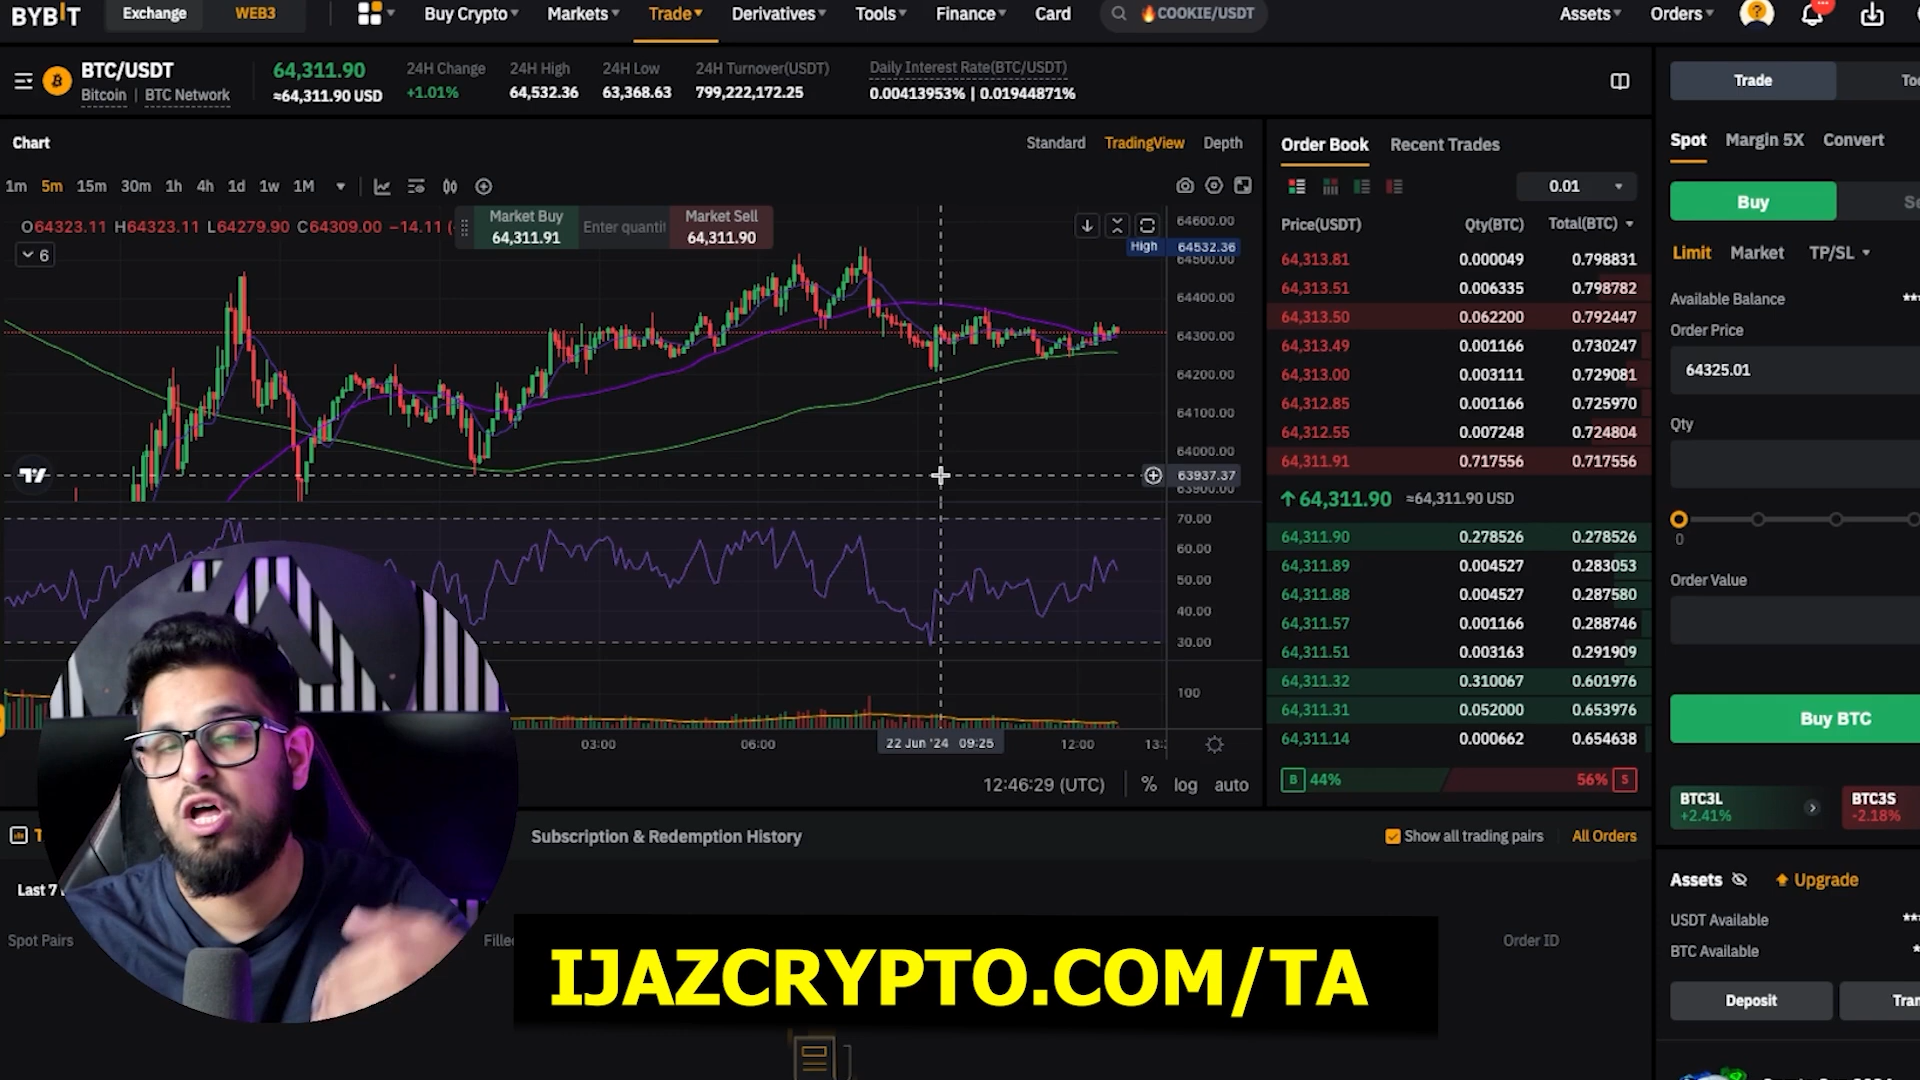 BYBIT Exchange WEB3 Buy Crypto Markets Trade Derivatives Tools Finance Card 🔥COOKIE/USDT Assets Orders
BTC/USDT
Bitcoin | BTC Network
64,311.90
≈64,311.90 USD
24H Change
+1.01%
24H High
64,532.36
24H Low
63,368.63
24H Turnover(USDT)
799,222,172.25
Daily Interest Rate(BTC/USDT)
0.00413953% | 0.01944871%
Chart
Standard TradingView Depth
1m 5m 15m 30m 1h 4h 1d 1w 1M
O64323.11 H64323.11 L64279.90 C64309.00 −14.11 (
6
Market Buy
64,311.91
Enter quantit
Market Sell
64,311.90
64600.00
High 64532.36
64500.00
64400.00
64300.00
64200.00
64100.00
64000.00
63937.37
63900.00
70.00
60.00
50.00
40.00
30.00
100
03:00 06:00 22 Jun '24 09:25 12:00 13:
12:46:29 (UTC) % log auto
Order Book Recent Trades
0.01
Price(USDT) Qty(BTC) Total(BTC)
64,313.81 0.000049 0.798831
64,313.51 0.006335 0.798782
64,313.50 0.062200 0.792447
64,313.49 0.001166 0.730247
64,313.00 0.003111 0.729081
64,312.85 0.001166 0.725970
64,312.55 0.007248 0.724804
64,311.91 0.717556 0.717556
64,311.90 ≈64,311.90 USD
64,311.90 0.278526 0.278526
64,311.89 0.004527 0.283053
64,311.88 0.004527 0.287580
64,311.57 0.001166 0.288746
64,311.51 0.003163 0.291909
64,311.32 0.310067 0.601976
64,311.31 0.052000 0.653976
64,311.14 0.000662 0.654638
B 44% 56% S
Trade
Spot Margin 5X Convert
Buy
Limit Market TP/SL
Available Balance **
Order Price
64325.01
Qty
0
Order Value
Buy BTC
BTC3L
+2.41%
BTC3S
-2.18%
Assets Upgrade
USDT Available **
BTC Available *
Deposit
Subscription & Redemption History
Show all trading pairs All Orders
Last 7
Spot Pairs
Order ID
IJAZCRYPTO.COM/TA